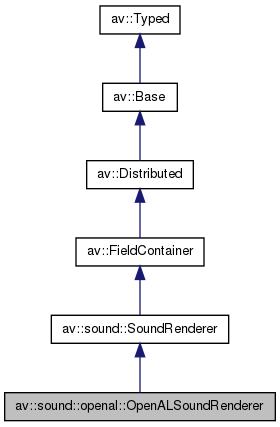 av::Typed
av::Base
av::Distributed
av::FieldContainer
av::sound::SoundRenderer
av::sound::openal::OpenALSoundRenderer